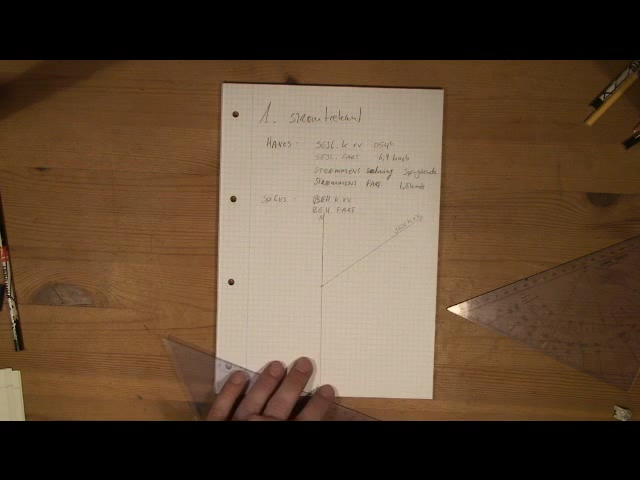 1. Strømtrekant
HAVES: SEJL. K rv 054°
SEJL. FART 6,4 knob
STRØMMENS retning Sydgående
STRØMMENS FART 1,5 knob
SØGES: BEH. K. rv
BEH. FART
N